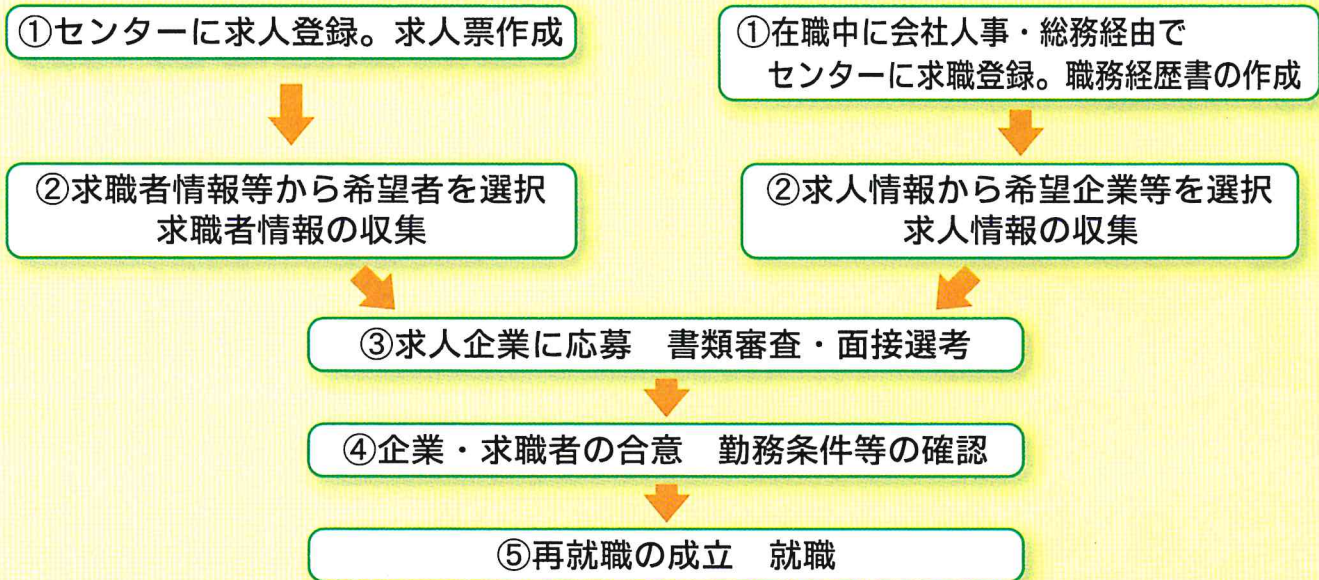 ①センターに求人登録。求人票作成
①在職中に会社人事・総務経由で
センターに求職登録。職務経歴書の作成
②求職者情報等から希望者を選択
求職者情報の収集
②求人情報から希望企業等を選択
求人情報の収集
③求人企業に応募　書類審査・面接選考
④企業・求職者の合意　勤務条件等の確認
⑤再就職の成立　就職